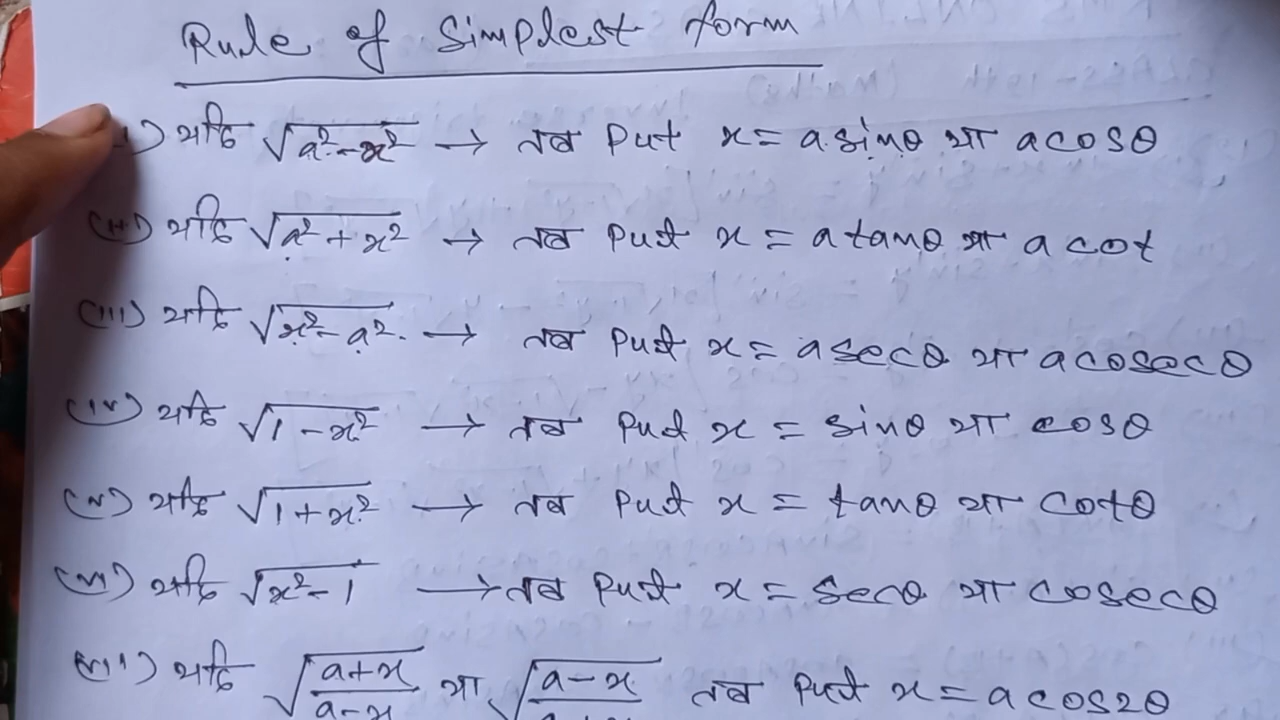 Rule of Simplest form
(i) यदि √(a²-x²) → तब Put x = a sinθ या a cosθ
(ii) यदि √(a²+x²) → तब Put x = a tanθ या a cot
(iii) यदि √(x²-a²) → तब Put x = a secθ या a cosecθ
(iv) यदि √(1-x²) → तब Put x = sinθ या cosθ
(v) यदि √(1+x²) → तब Put x = tanθ या cotθ
(vi) यदि √(x²-1) → तब Put x = secθ या cosecθ
(vii) यदि √((a+x)/(a-x)) या √((a-x)/(a+x)) तब Put x = a cos2θ